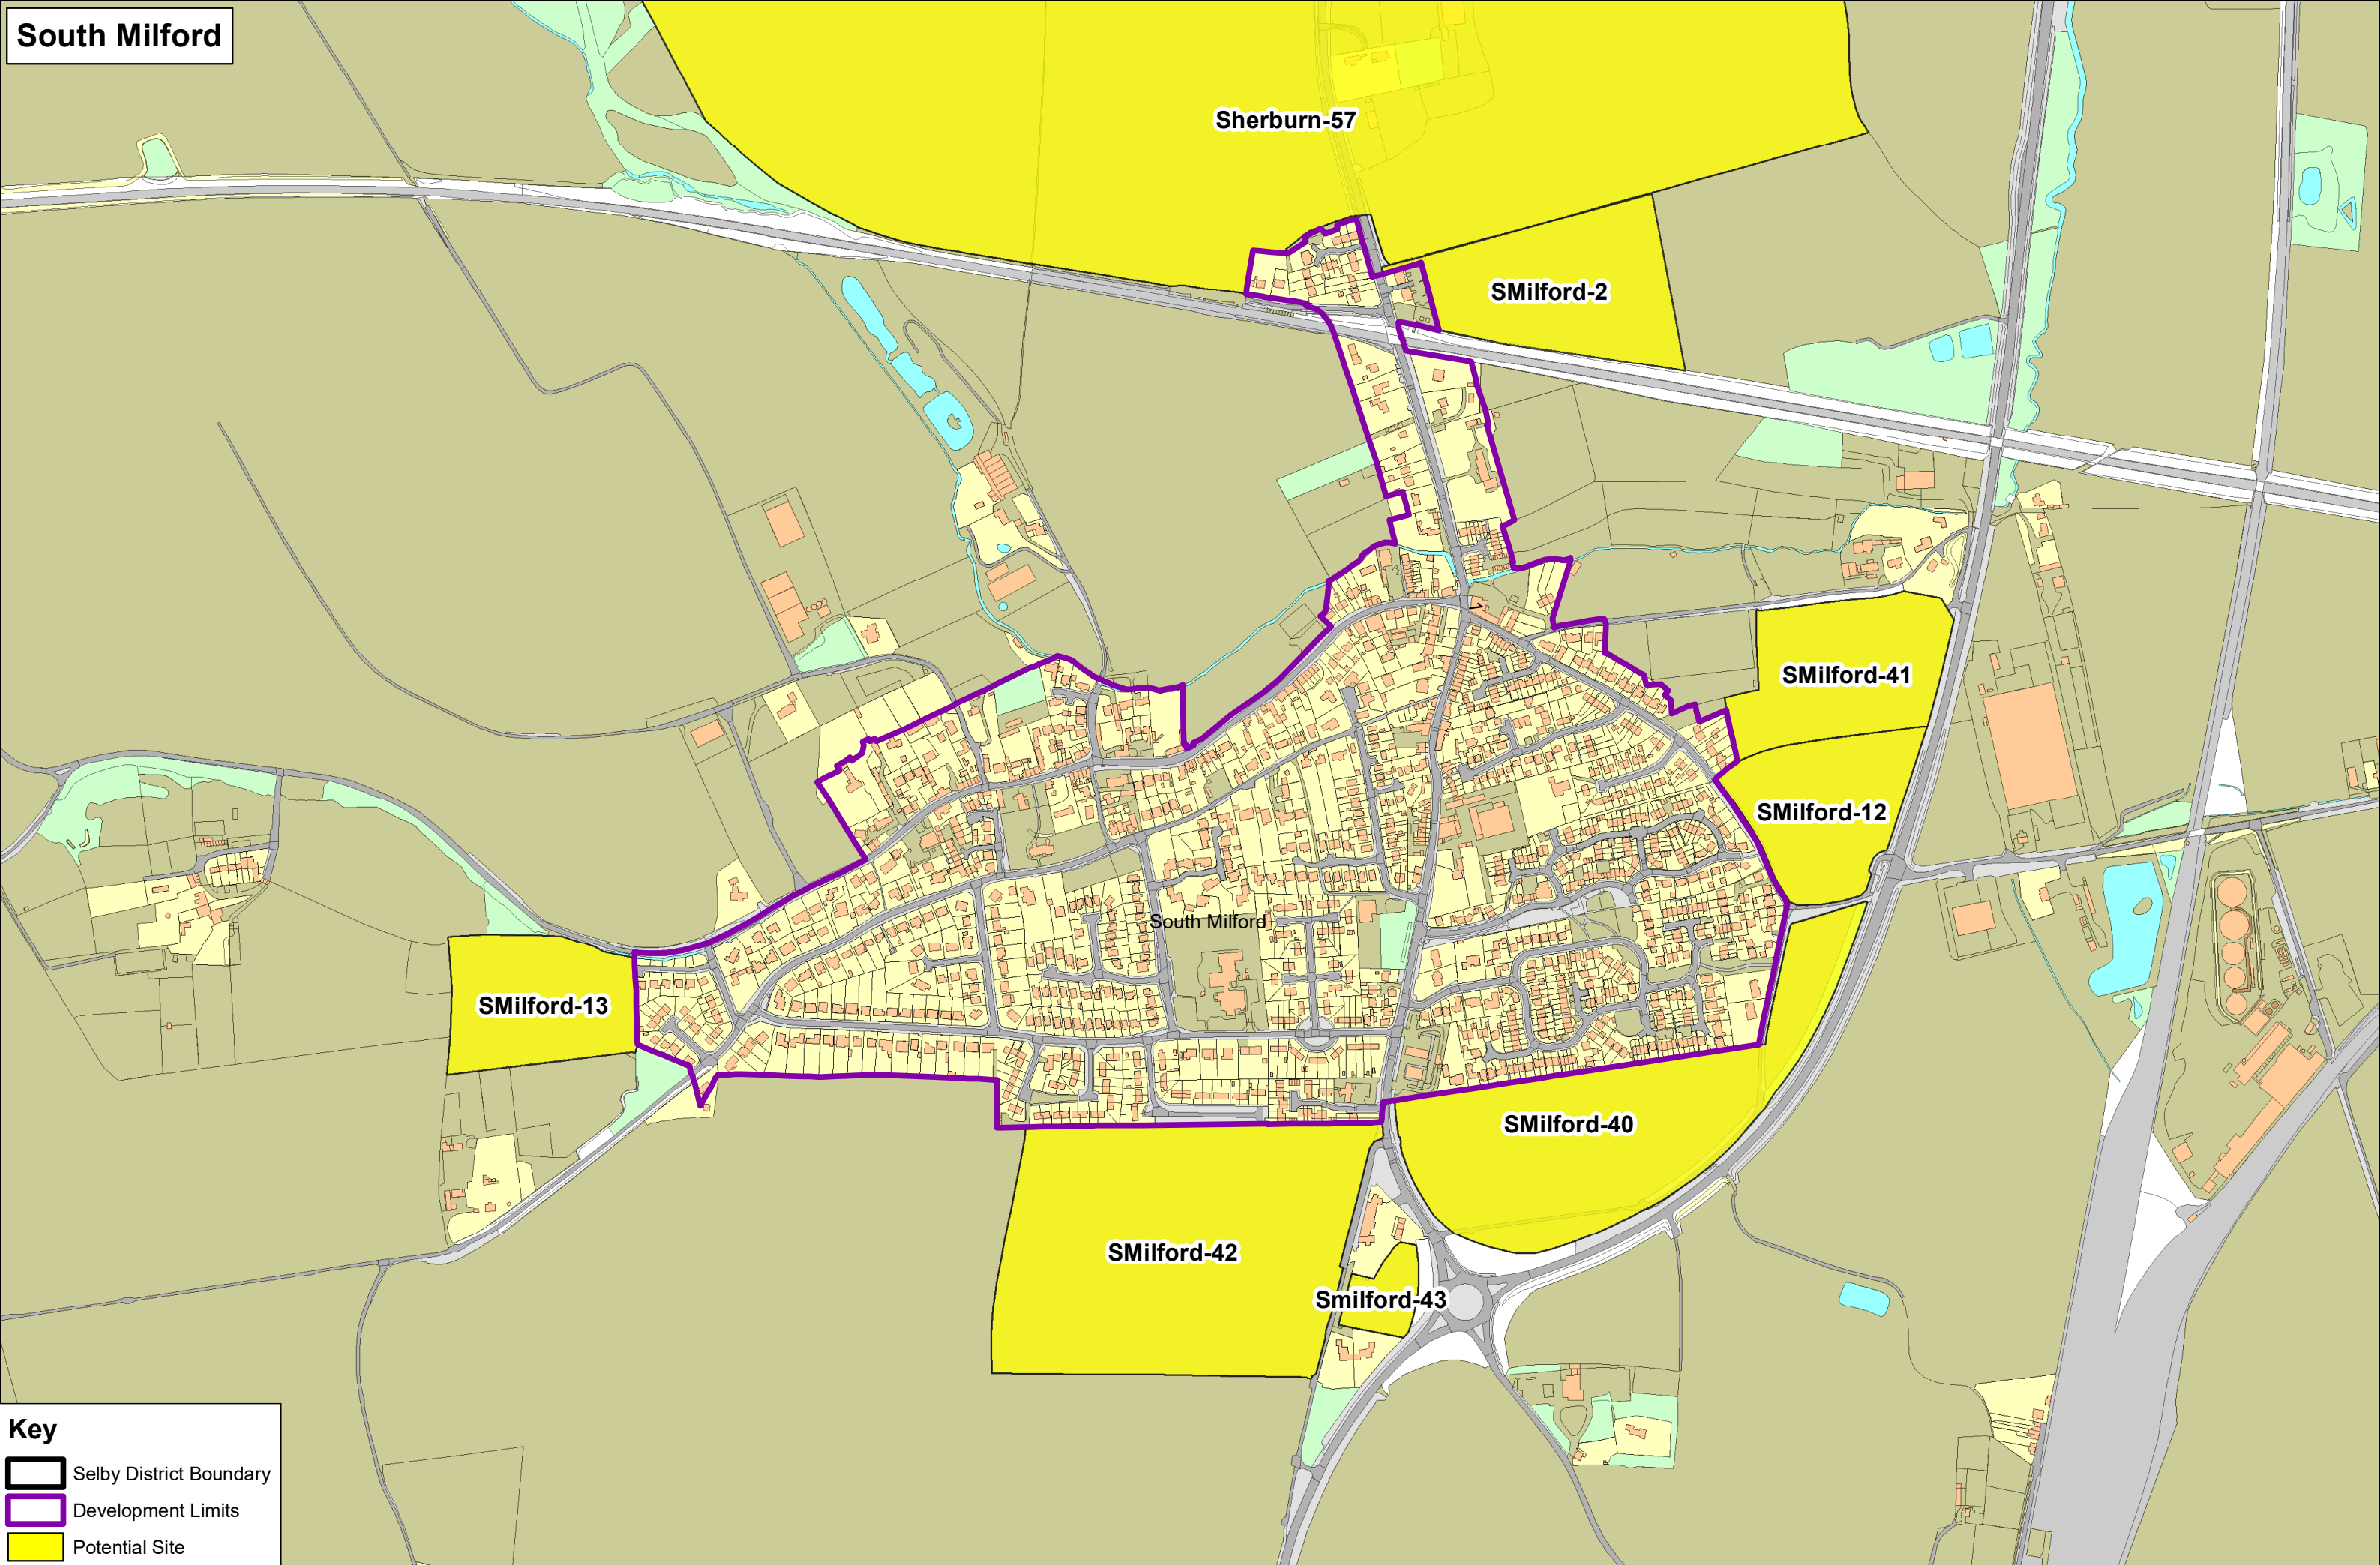 South Milford
Sherburn-57
SMilford-2
SMilford-41
SMilford-12
South Milford
SMilford-13
SMilford-40
SMilford-42
Smilford-43
Key
Selby District Boundary
Development Limits
Potential Site